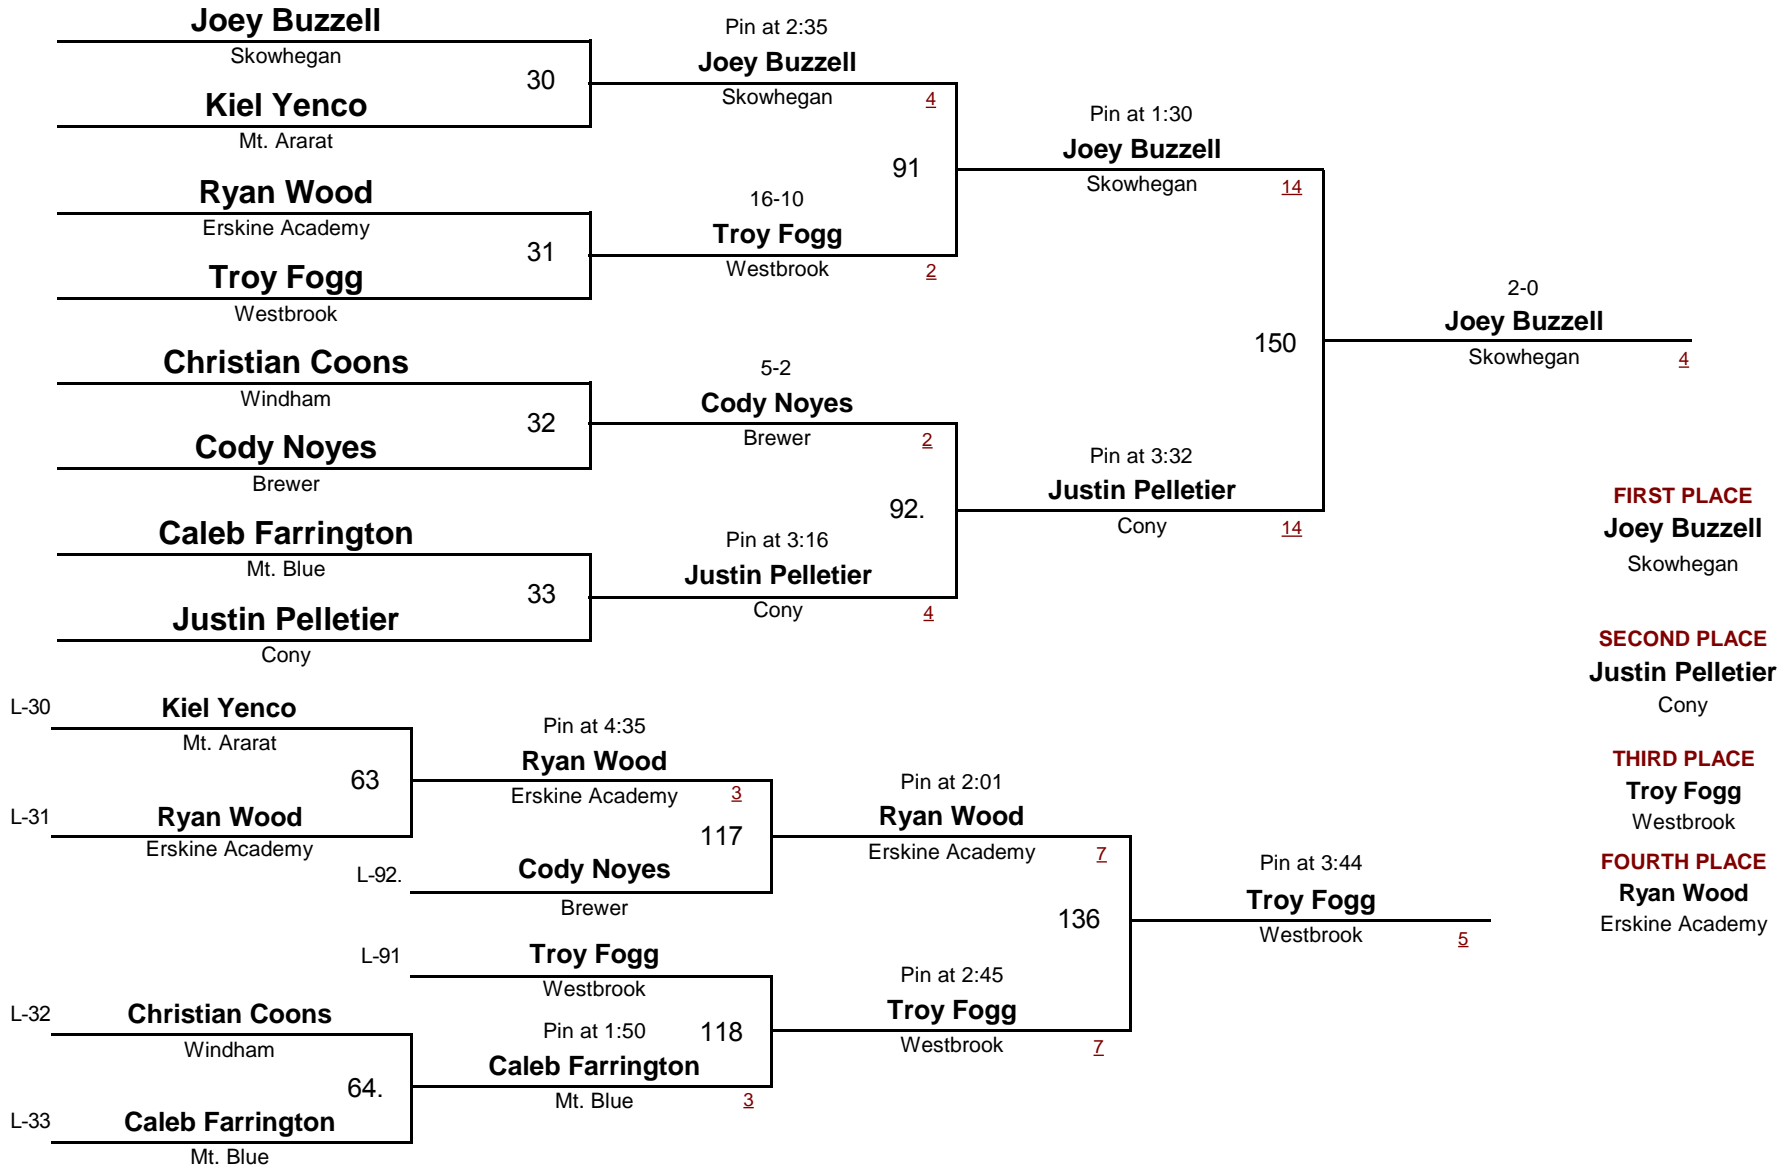 Joey Buzzell
Skowhegan
30
Kiel Yenco
Mt. Ararat
Ryan Wood
Erskine Academy
31
Troy Fogg
Westbrook
Christian Coons
Windham
32
Cody Noyes
Brewer
Caleb Farrington
Mt. Blue
33
Justin Pelletier
Cony
Pin at 2:35
Joey Buzzell
Skowhegan 4
91
16-10
Troy Fogg
Westbrook 2
5-2
Cody Noyes
Brewer 2
92.
Pin at 3:16
Justin Pelletier
Cony 4
Pin at 1:30
Joey Buzzell
Skowhegan 14
150
Pin at 3:32
Justin Pelletier
Cony 14
2-0
Joey Buzzell
Skowhegan 4
FIRST PLACE
Joey Buzzell
Skowhegan
SECOND PLACE
Justin Pelletier
Cony
THIRD PLACE
Troy Fogg
Westbrook
FOURTH PLACE
Ryan Wood
Erskine Academy
L-30 Kiel Yenco
Mt. Ararat
63
L-31 Ryan Wood
Erskine Academy
L-32 Christian Coons
Windham
64.
L-33 Caleb Farrington
Mt. Blue
Pin at 4:35
Ryan Wood
Erskine Academy 3
117
L-92. Cody Noyes
Brewer
L-91 Troy Fogg
Westbrook
Pin at 1:50 118
Caleb Farrington
Mt. Blue 3
Pin at 2:01
Ryan Wood
Erskine Academy 7
136
Pin at 2:45
Troy Fogg
Westbrook 7
Pin at 3:44
Troy Fogg
Westbrook 5